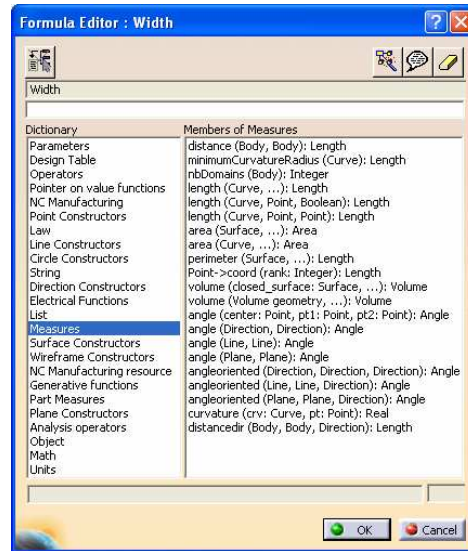 Formula Editor : Width
Width
Dictionary
Parameters
Design Table
Operators
Pointer on value functions
NC Manufacturing
Point Constructors
Law
Line Constructors
Circle Constructors
String
Direction Constructors
Electrical Functions
List
Measures
Surface Constructors
Wireframe Constructors
NC Manufacturing resource
Generative functions
Part Measures
Plane Constructors
Analysis operators
Object
Math
Units
Members of Measures
distance (Body, Body): Length
minimumCurvatureRadius (Curve): Length
nbDomains (Body): Integer
length (Curve, ...): Length
length (Curve, Point, Boolean): Length
length (Curve, Point, Point): Length
area (Surface, ...): Area
area (Curve, ...): Area
perimeter (Surface, ...): Length
Point->coord (rank: Integer): Length
volume (closed_surface: Surface, ...): Volume
volume (Volume geometry, ...): Volume
angle (center: Point, pt1: Point, pt2: Point): Angle
angle (Direction, Direction): Angle
angle (Line, Line): Angle
angle (Plane, Plane): Angle
angleoriented (Direction, Direction, Direction): Angle
angleoriented (Line, Line, Direction): Angle
angleoriented (Plane, Plane, Direction): Angle
curvature (crv: Curve, pt: Point): Real
distancedir (Body, Body, Direction): Length
OK
Cancel